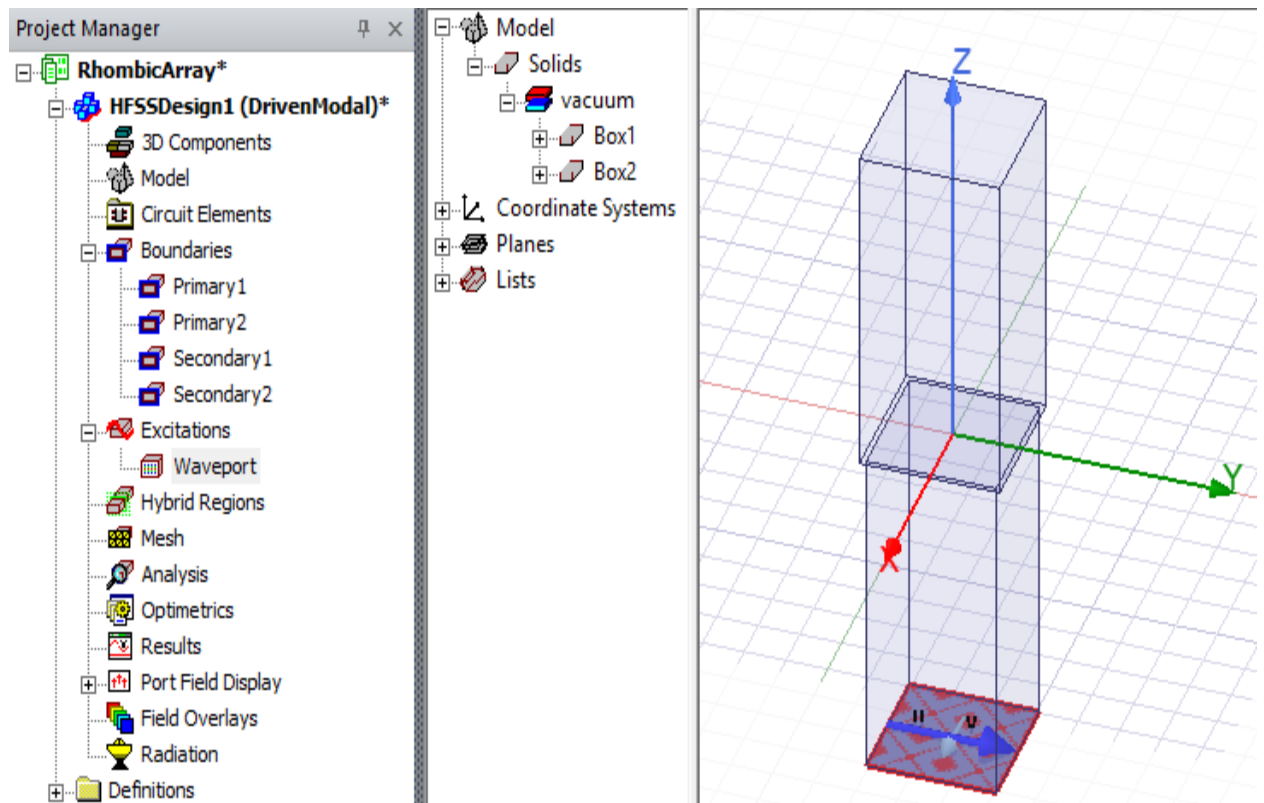 Project Manager
RhombicArray*
HFSSDesign1 (DrivenModal)*
3D Components
Model
Circuit Elements
Boundaries
Primary1
Primary2
Secondary1
Secondary2
Excitations
Waveport
Hybrid Regions
Mesh
Analysis
Optimetrics
Results
Port Field Display
Field Overlays
Radiation
Definitions
Model
Solids
vacuum
Box1
Box2
Coordinate Systems
Planes
Lists
Z
Y
X